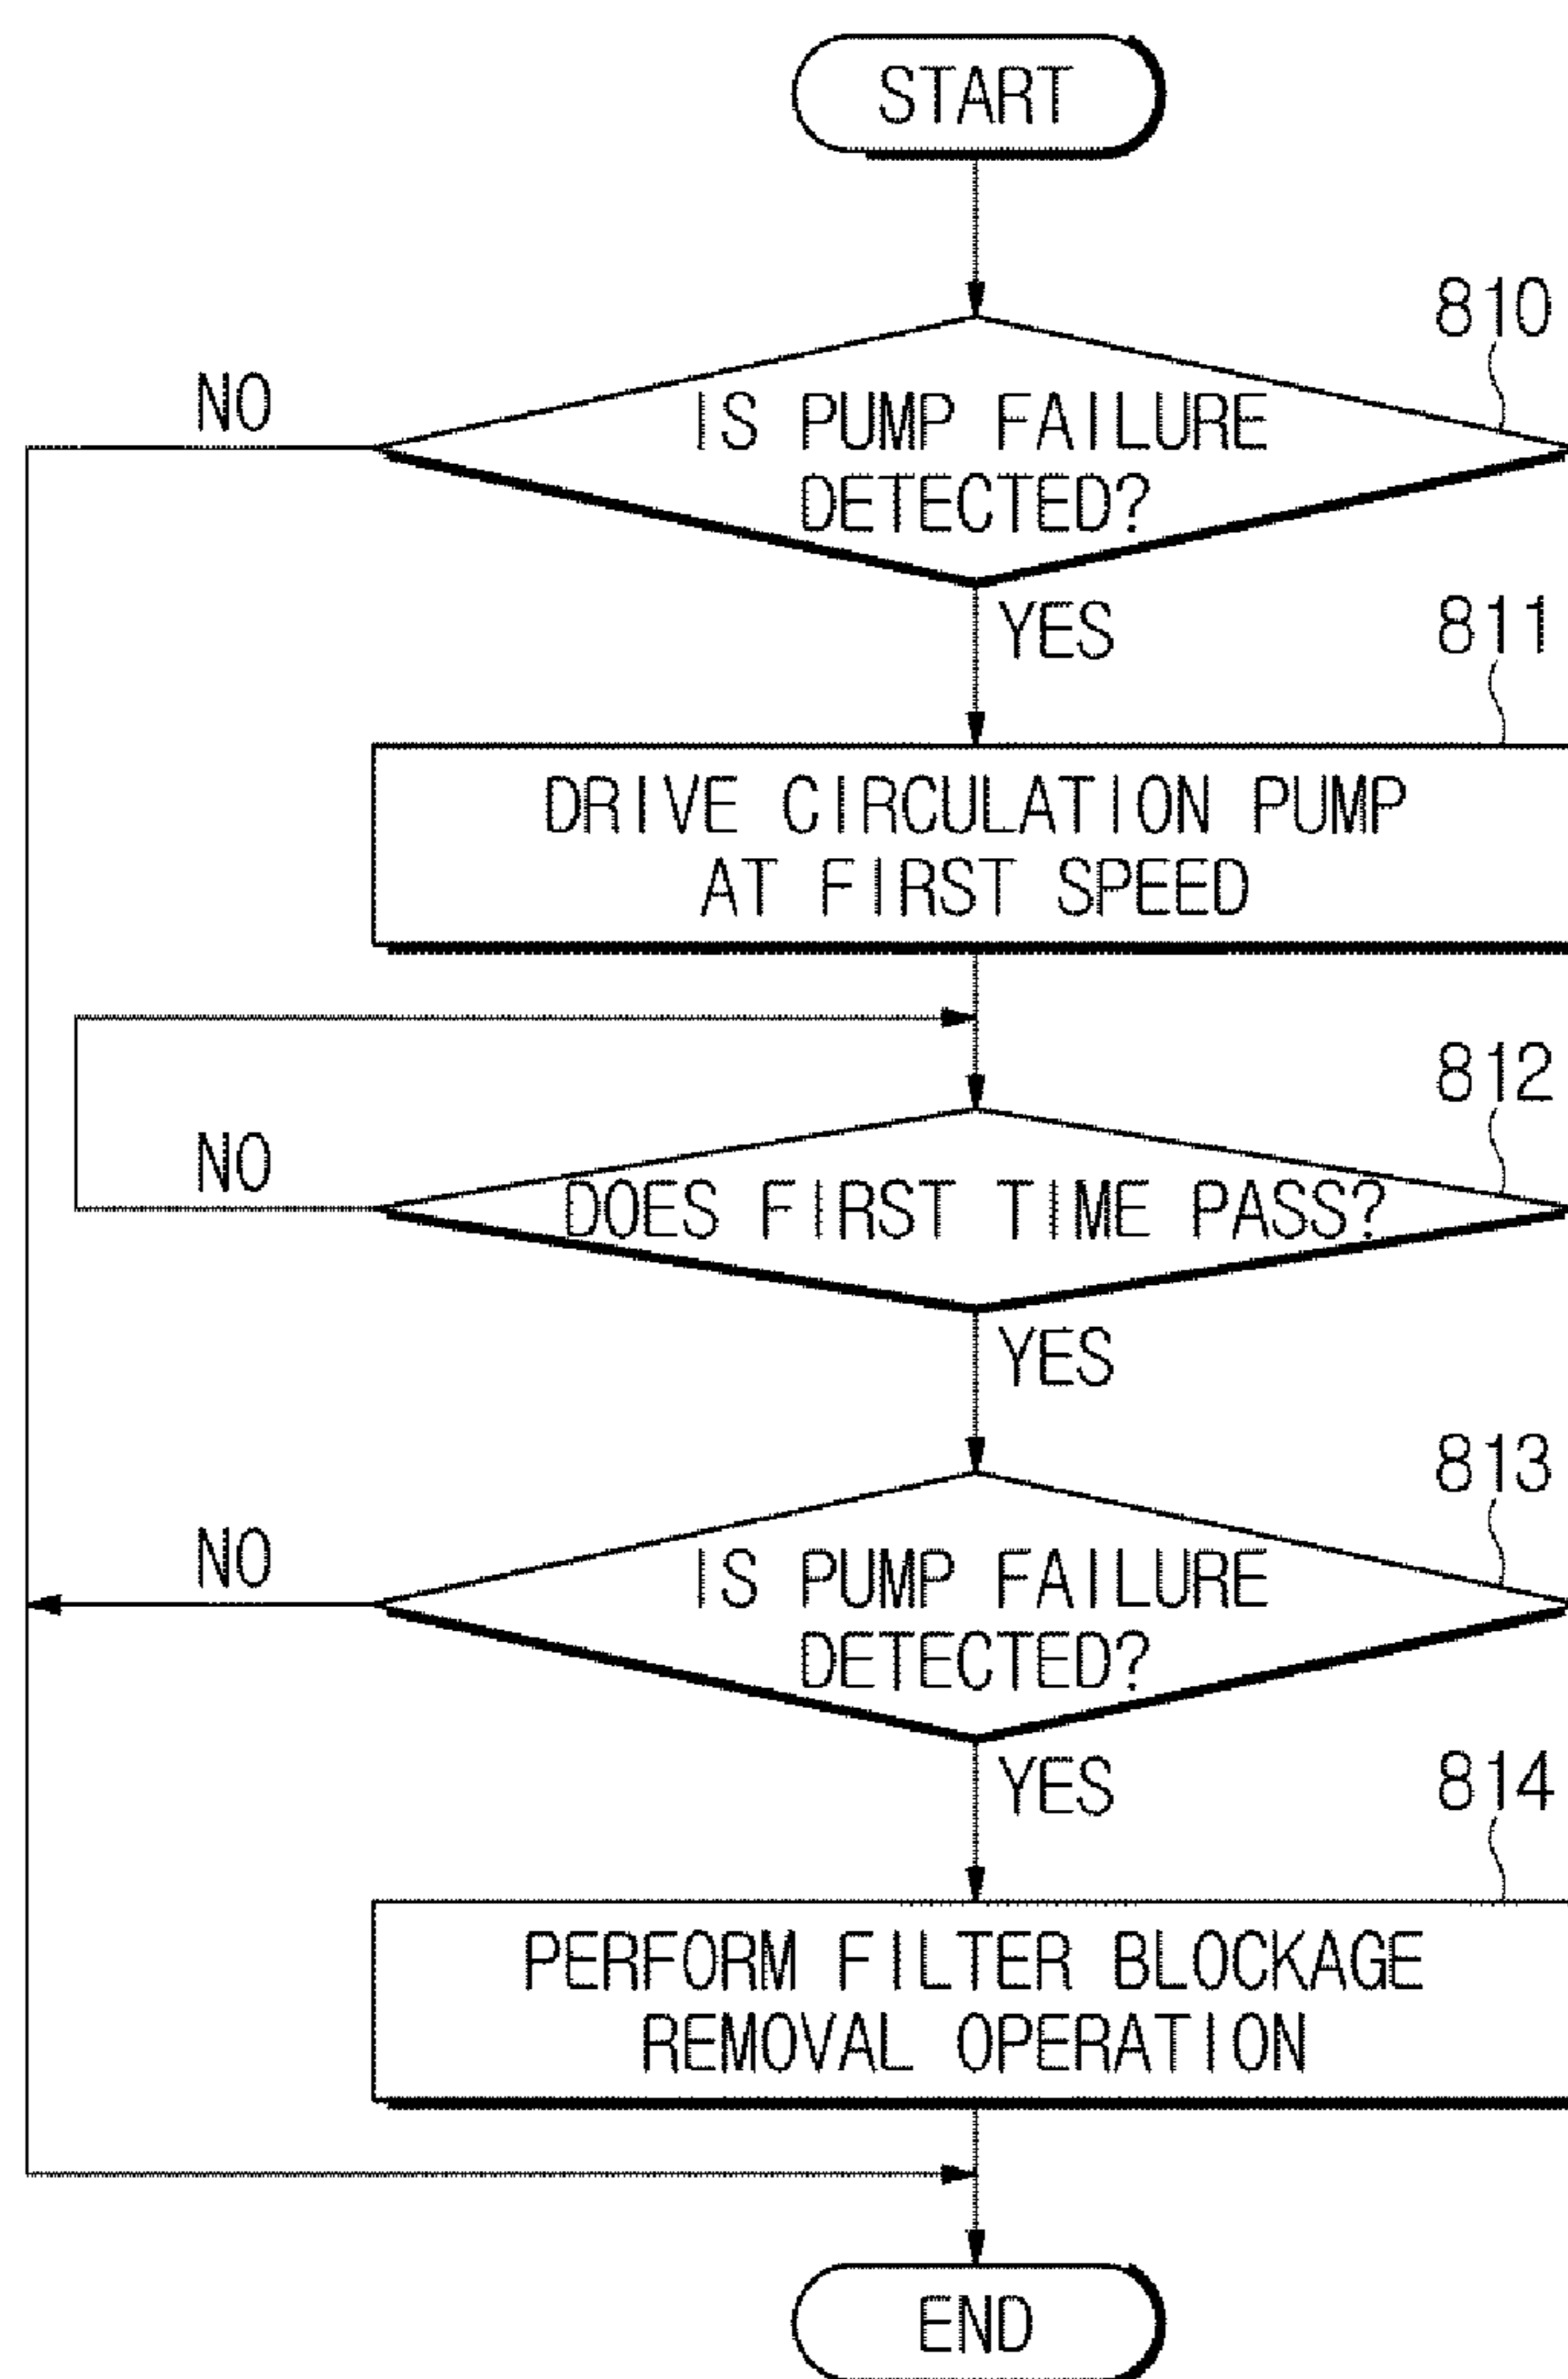 START
810
NO
IS PUMP FAILURE
DETECTED?
YES
811
DRIVE CIRCULATION PUMP
AT FIRST SPEED
812
NO
DOES FIRST TIME PASS?
YES
813
NO
IS PUMP FAILURE
DETECTED?
YES
814
PERFORM FILTER BLOCKAGE
REMOVAL OPERATION
END